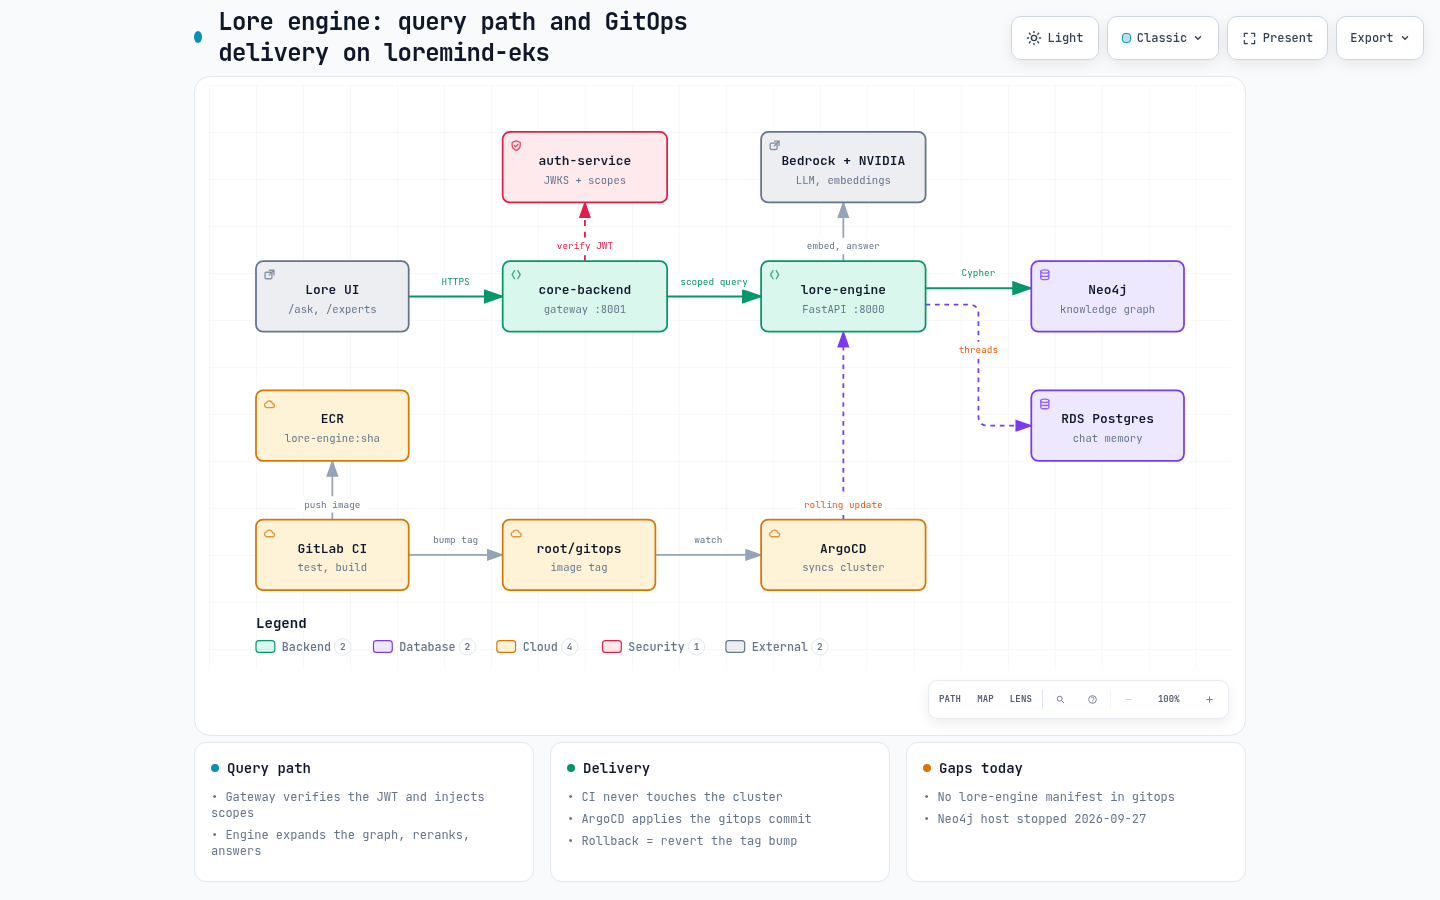 Lore engine: query path and GitOps
delivery on loremind-eks
Light
Classic
Present
Export
auth-service
JWKS + scopes
Bedrock + NVIDIA
LLM, embeddings
verify JWT
embed, answer
Lore UI
/ask, /experts
HTTPS
core-backend
gateway :8001
scoped query
lore-engine
FastAPI :8000
Cypher
Neo4j
knowledge graph
threads
ECR
lore-engine:sha
RDS Postgres
chat memory
push image
rolling update
GitLab CI
test, build
bump tag
root/gitops
image tag
watch
ArgoCD
syncs cluster
Legend
Backend 2
Database 2
Cloud 4
Security 1
External 2
PATH MAP LENS − 100% +
Query path
• Gateway verifies the JWT and injects
scopes
• Engine expands the graph, reranks,
answers
Delivery
• CI never touches the cluster
• ArgoCD applies the gitops commit
• Rollback = revert the tag bump
Gaps today
• No lore-engine manifest in gitops
• Neo4j host stopped 2026-09-27